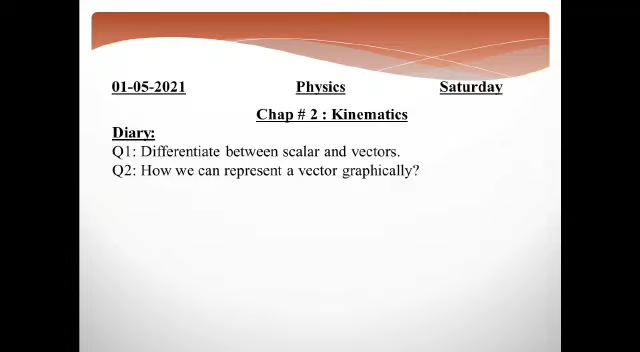 01-05-2021 Physics Saturday
Chap # 2 : Kinematics
Diary:
Q1: Differentiate between scalar and vectors.
Q2: How we can represent a vector graphically?